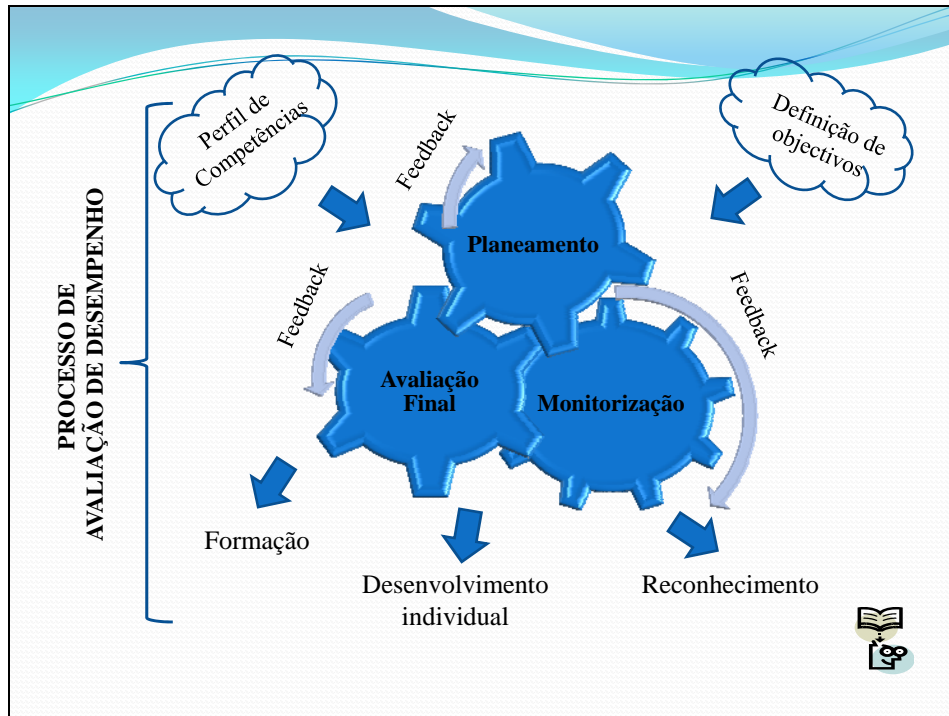 PROCESSO DE
AVALIAÇÃO DE DESEMPENHO
Perfil de
Competências
Definição de
objectivos
Feedback
Planeamento
Feedback
Feedback
Avaliação
Final
Monitorização
Formação
Desenvolvimento
individual
Reconhecimento